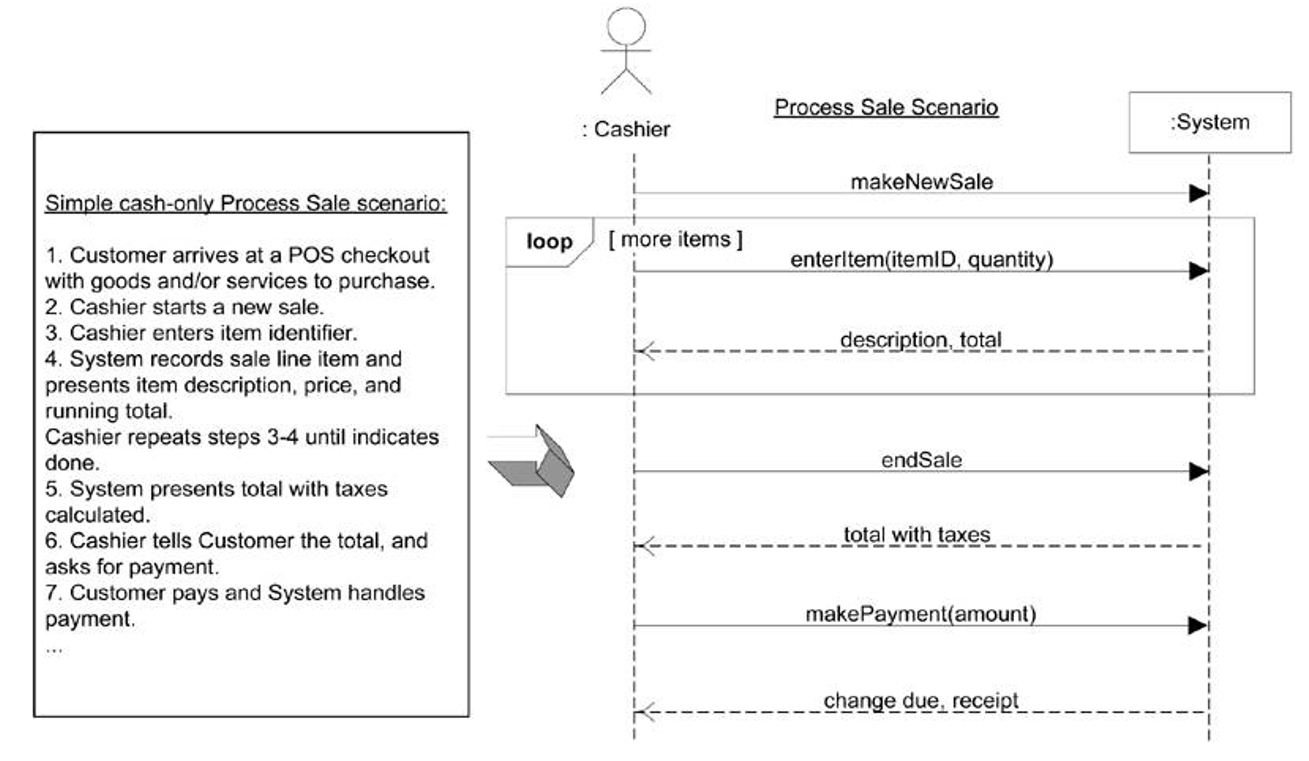 : Cashier
Process Sale Scenario
:System
Simple cash-only Process Sale scenario:
1. Customer arrives at a POS checkout
with goods and/or services to purchase.
2. Cashier starts a new sale.
3. Cashier enters item identifier.
4. System records sale line item and
presents item description, price, and
running total.
Cashier repeats steps 3-4 until indicates
done.
5. System presents total with taxes
calculated.
6. Cashier tells Customer the total, and
asks for payment.
7. Customer pays and System handles
payment.
...
makeNewSale
loop
[ more items ]
enterItem(itemID, quantity)
description, total
endSale
total with taxes
makePayment(amount)
change due, receipt